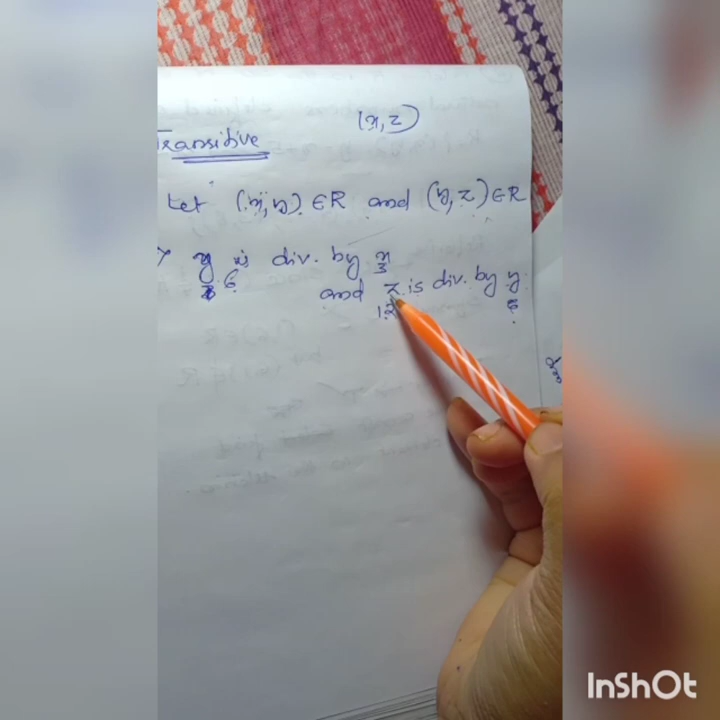 (x, z)
Transitive
Let (x, y) ∈ R and (y, z) ∈ R
y is div. by x
6 3
and z is div. by y
12 6
InShOt